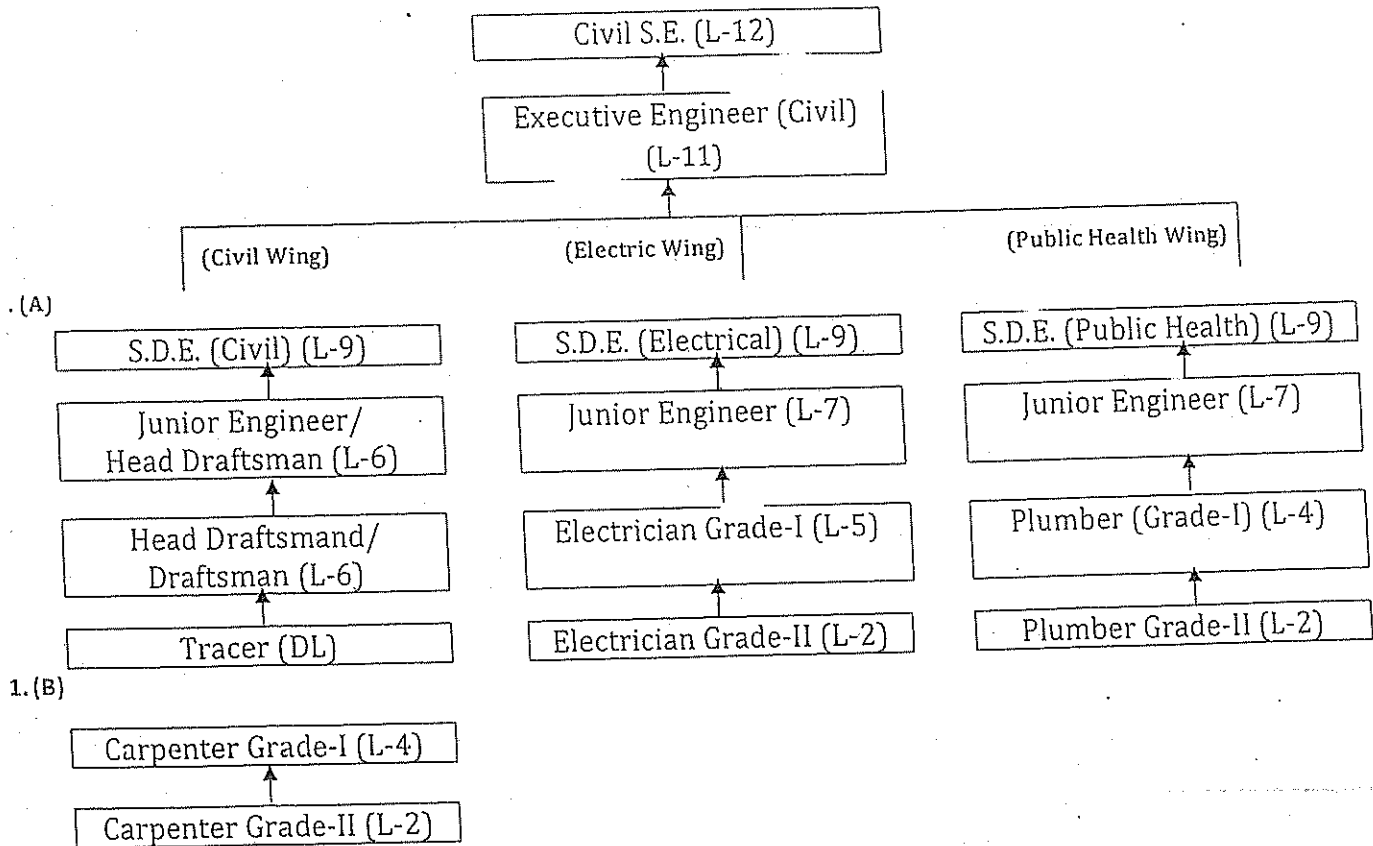 Civil S.E. (L-12)
Executive Engineer (Civil)
(L-11)
(Civil Wing)
(Electric Wing)
(Public Health Wing)
.(A)
S.D.E. (Civil) (L-9)
S.D.E. (Electrical) (L-9)
S.D.E. (Public Health) (L-9)
Junior Engineer/
Head Draftsman (L-6)
Junior Engineer (L-7)
Junior Engineer (L-7)
Head Draftsmand/
Draftsman (L-6)
Electrician Grade-I (L-5)
Plumber (Grade-I) (L-4)
Tracer (DL)
Electrician Grade-II (L-2)
Plumber Grade-II (L-2)
1.(B)
Carpenter Grade-I (L-4)
Carpenter Grade-II (L-2)